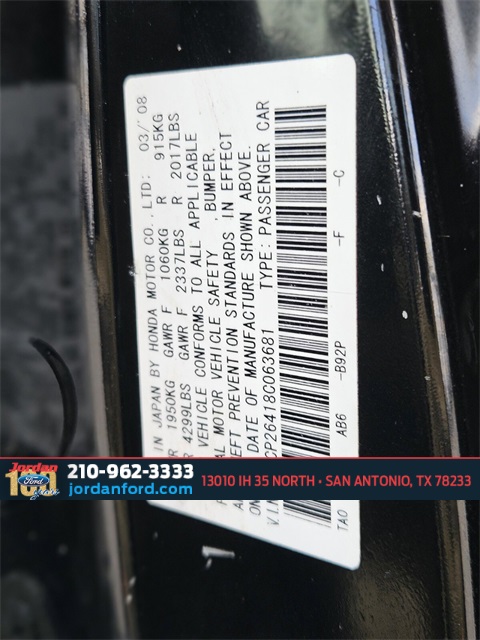 IN JAPAN BY HONDA MOTOR CO.,LTD: 03/'08
1950KG GAWR F 1060KG R 915KG
4299LBS GAWR F 2337LBS R 2017LBS
VEHICLE CONFORMS TO ALL APPLICABLE
AL MOTOR VEHICLE SAFETY , BUMPER,
EFT PREVENTION STANDARDS IN EFFECT
ON DATE OF MANUFACTURE SHOWN ABOVE.
V.I.N CP26418C063681 TYPE: PASSENGER CAR
TAO AB6 -B92P -F -C
Jordan
101
Ford
210-962-3333
jordanford.com
13010 IH 35 NORTH • SAN ANTONIO, TX 78233